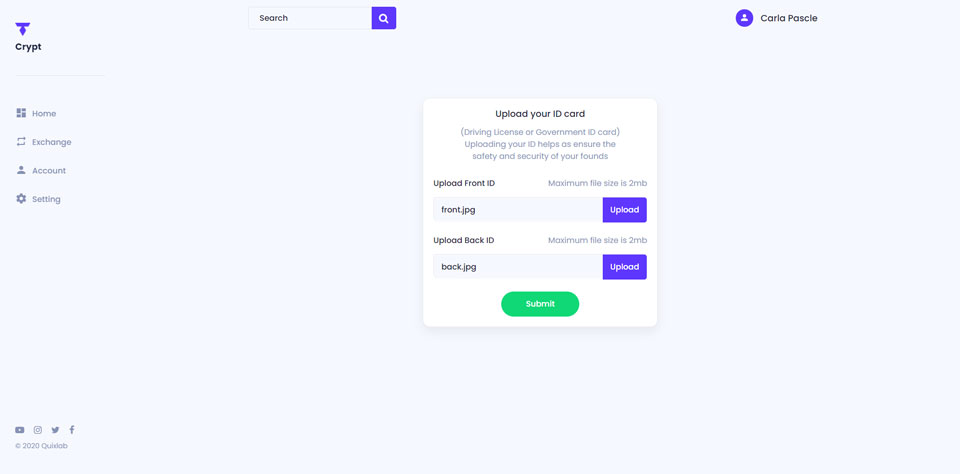 Search
Carla Pascle
Crypt
Home
Exchange
Account
Setting
Upload your ID card
(Driving License or Government ID card)
Uploading your ID helps as ensure the
safety and security of your founds
Upload Front ID
Maximum file size is 2mb
front.jpg
Upload
Upload Back ID
Maximum file size is 2mb
back.jpg
Upload
Submit
© 2020 Quixlab